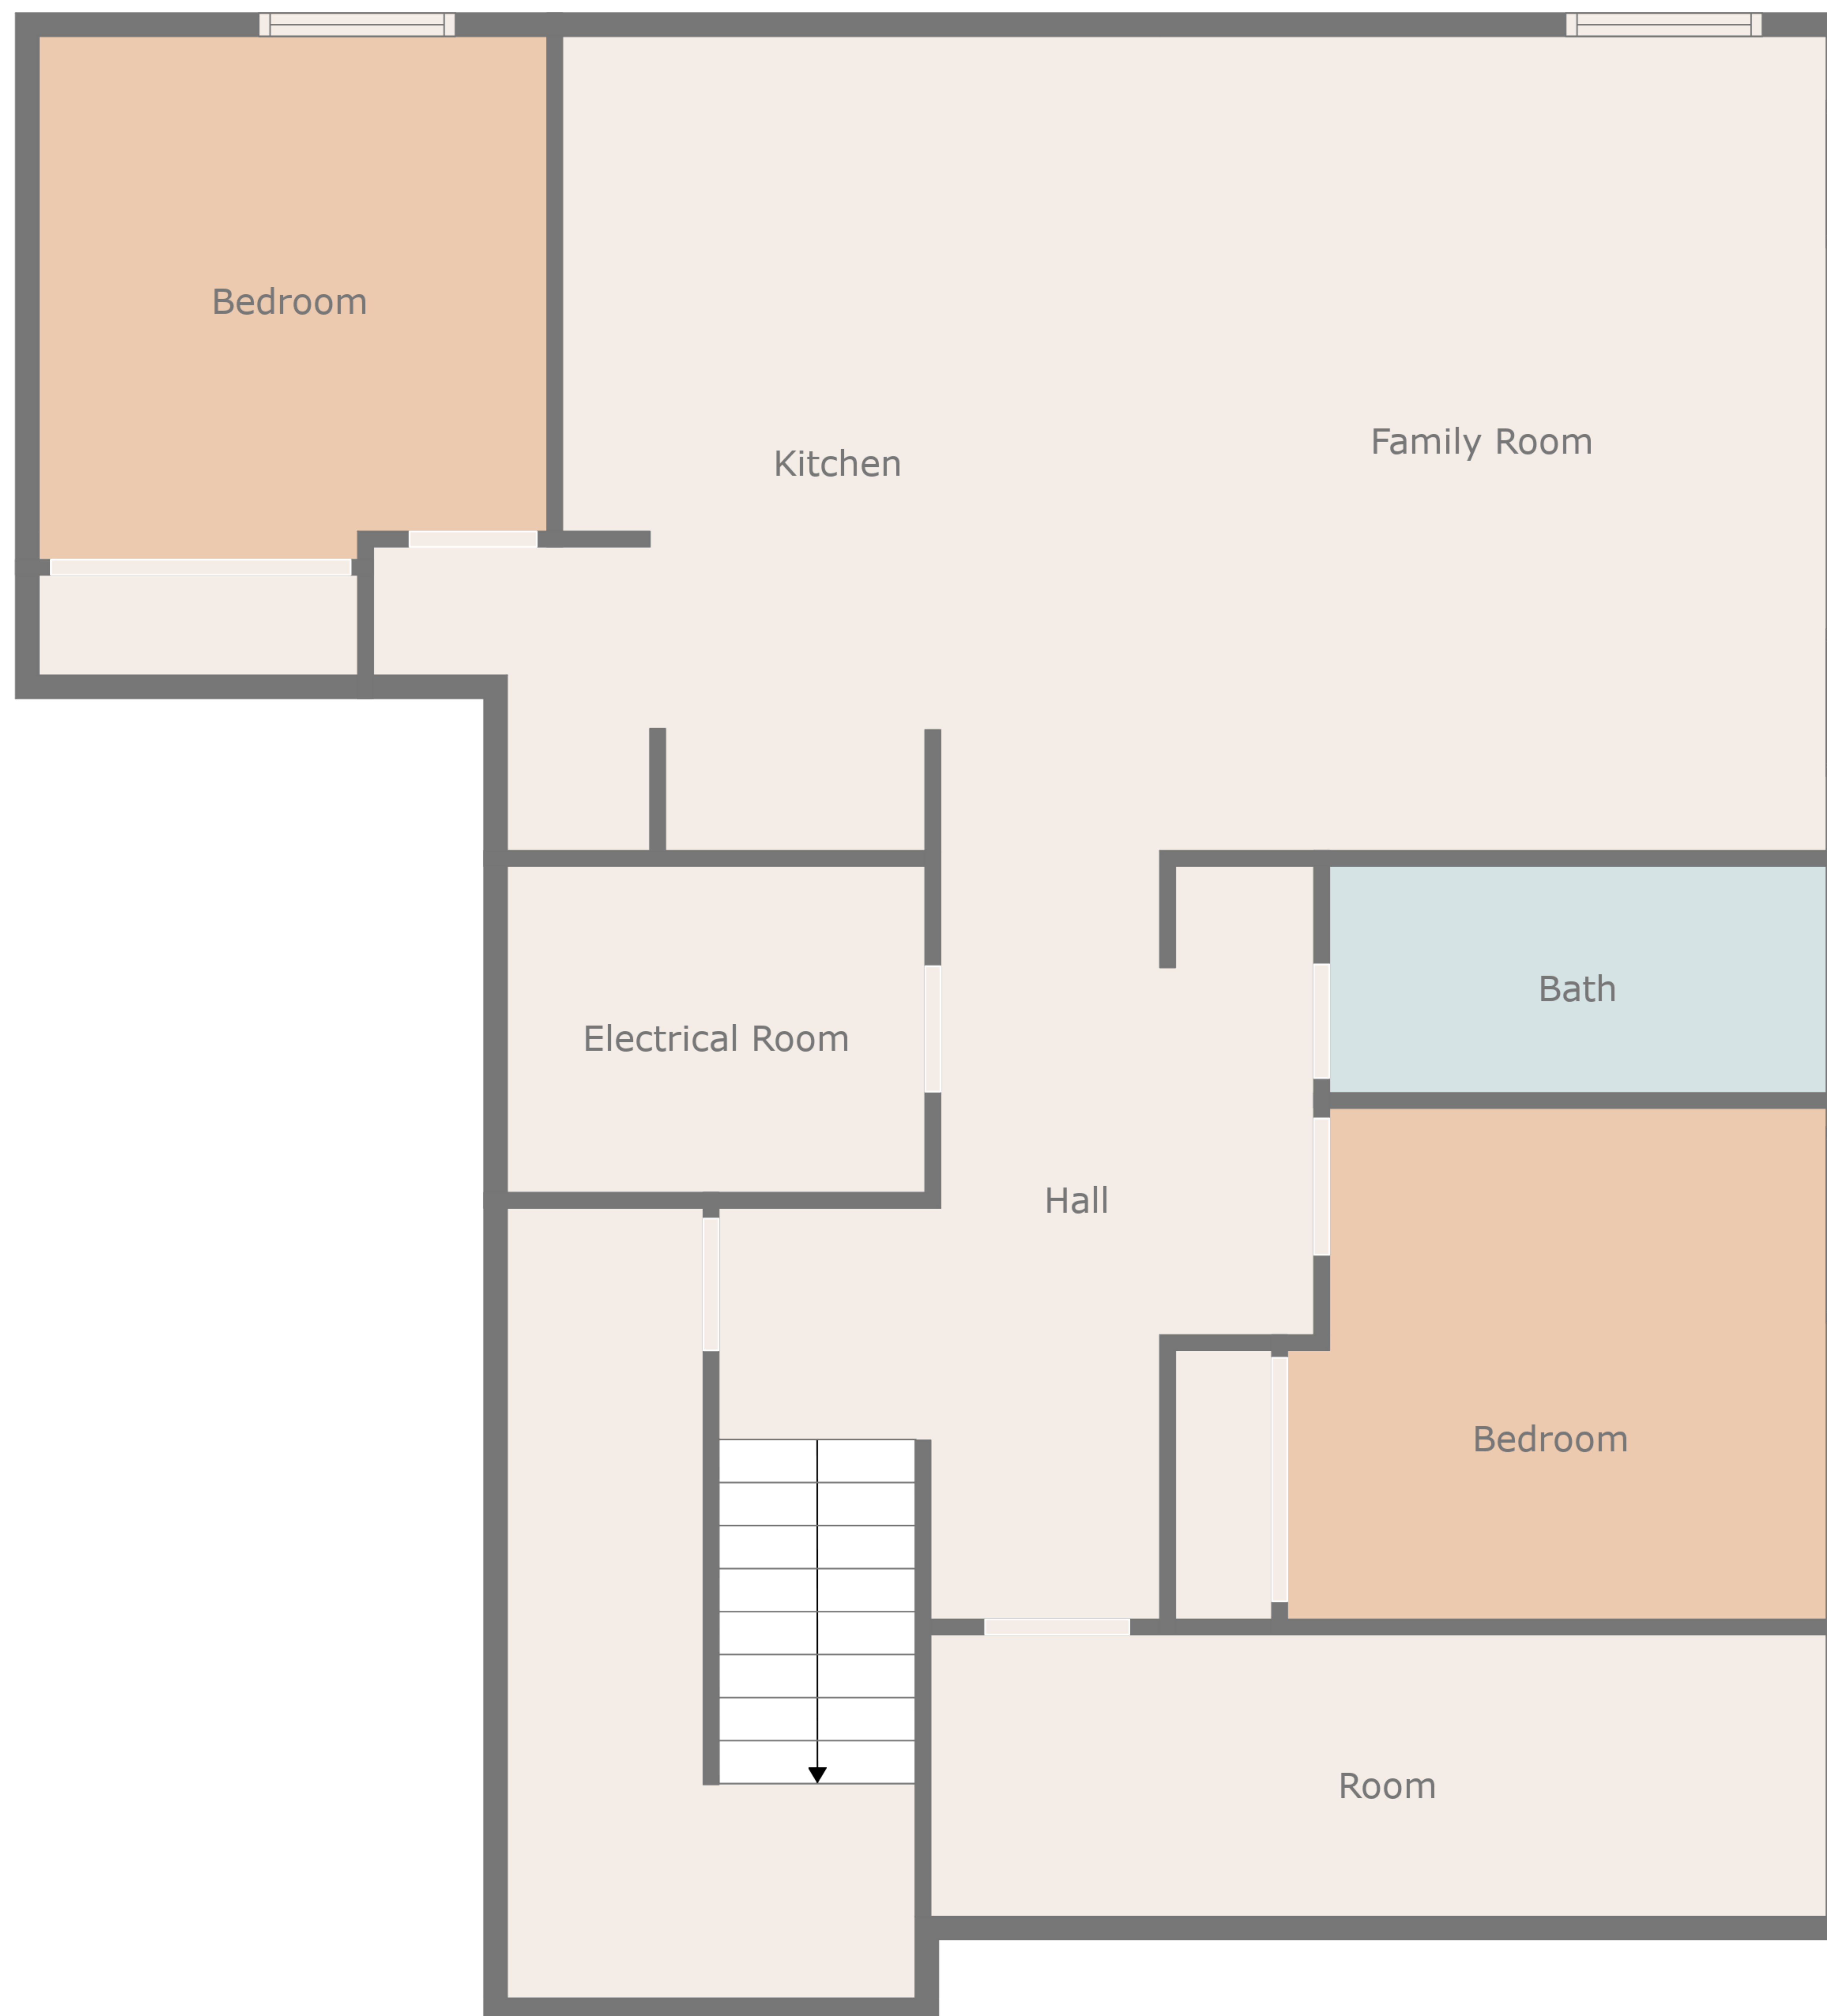 Bedroom
Kitchen
Family Room
Bath
Electrical Room
Hall
Bedroom
Room